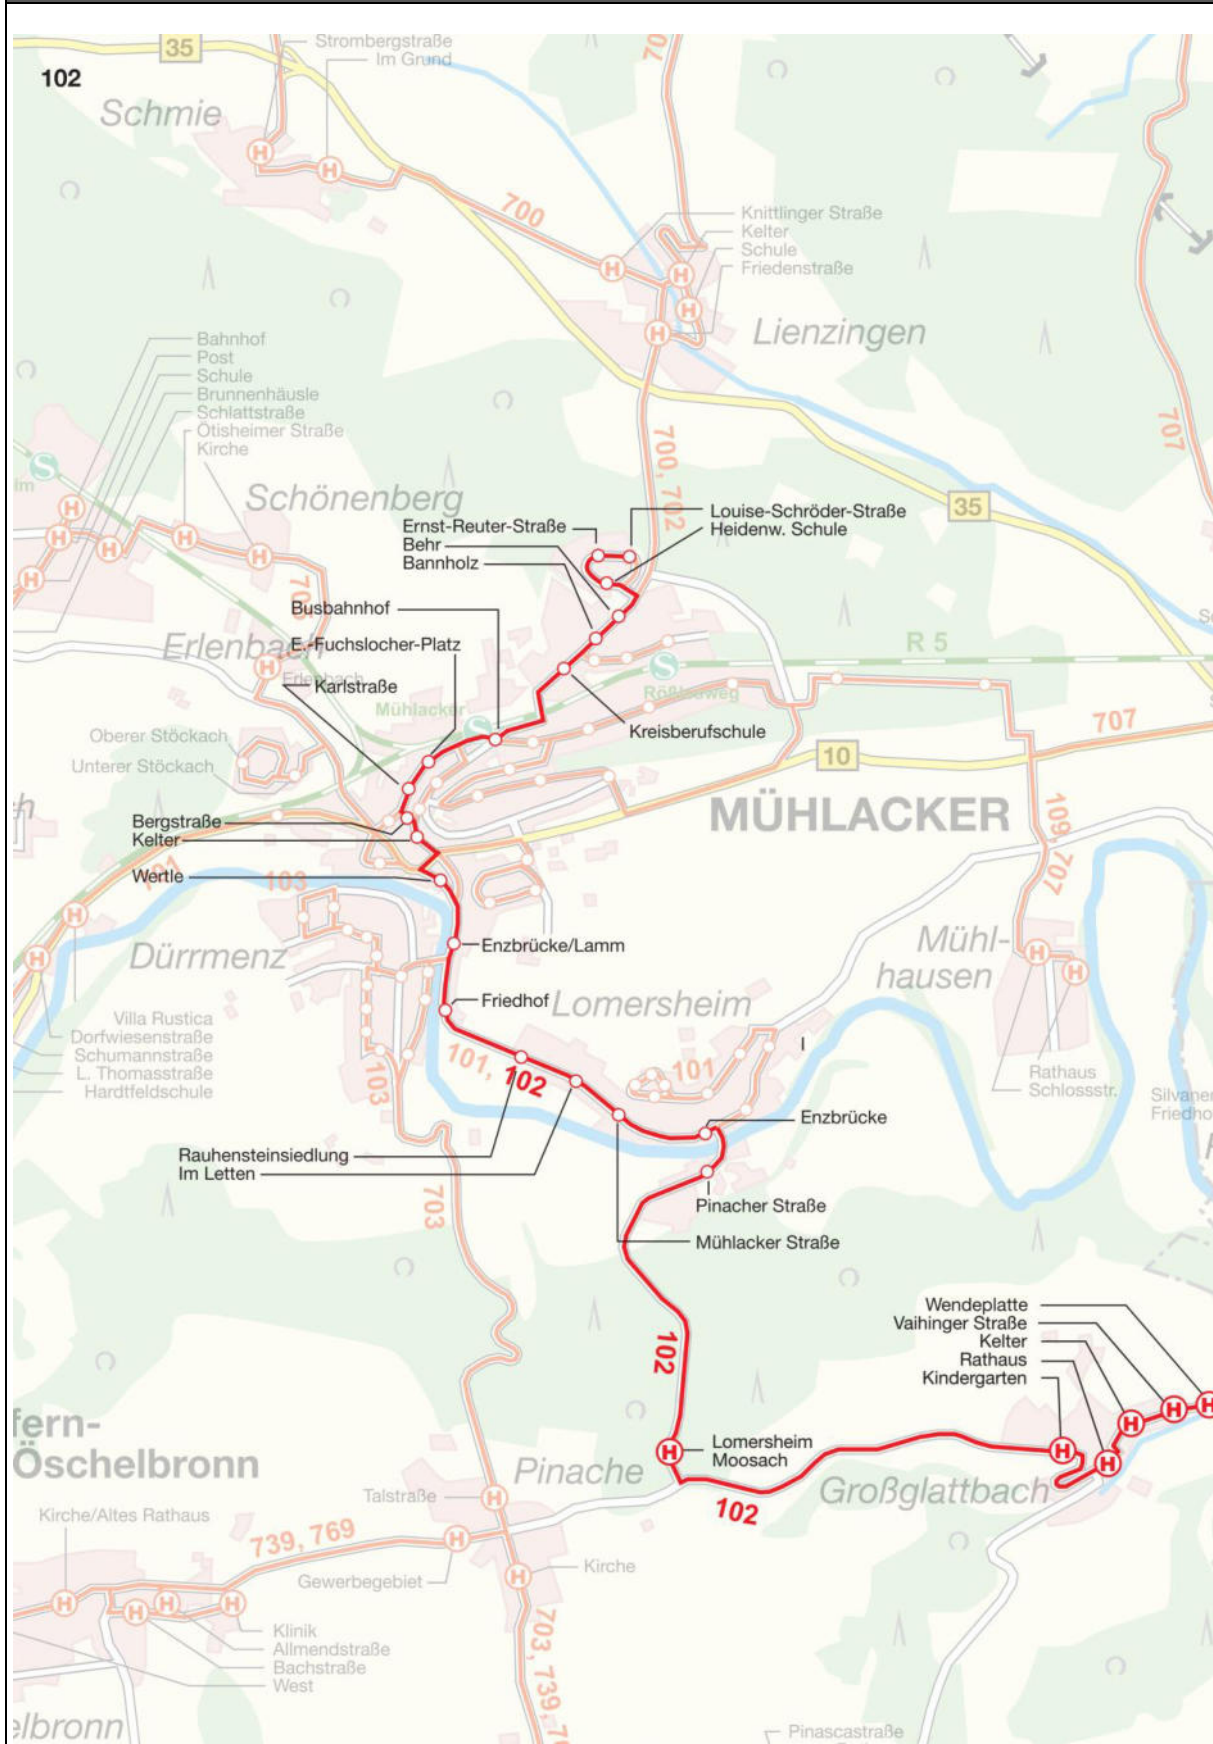 102
35
Strombergstraße
Im Grund
Schmie
700
Knittlinger Straße
Kelter
Schule
Friedenstraße
Lienzingen
Bahnhof
Post
Schule
Brunnenhäusle
Schlattstraße
Ötisheimer Straße
Kirche
707
700, 702
35
Schönenberg
Ernst-Reuter-Straße
Behr
Bannholz
Louise-Schröder-Straße
Heidenw. Schule
Busbahnhof
Erlenbach
E.-Fuchslocher-Platz
Erlenbach
Karlstraße
R 5
Mühlacker
Kreisberufschule
707
Oberer Stöckach
Unterer Stöckach
10
MÜHLACKER
Bergstraße
Kelter
Wertle
103
109, 707
Dürrmenz
Enzbrücke/Lamm
Mühl-
hausen
Friedhof
Lomersheim
Villa Rustica
Dorfwiesenstraße
Schumannstraße
L. Thomasstraße
Hardtfeldschule
101, 102
101
103
Rathaus
Schlossstr.
Enzbrücke
Rauhensteinsiedlung
Im Letten
703
Pinacher Straße
Mühlacker Straße
102
Wendeplatte
Vaihinger Straße
Kelter
Rathaus
Kindergarten
fern-
Öschelbronn
Lomersheim
Moosach
Pinache
Großglattbach
102
Talstraße
Kirche/Altes Rathaus
739, 769
Gewerbegebiet
Kirche
Klinik
Allmendstraße
Bachstraße
West
703, 739,
elbronn
Pinascastraße